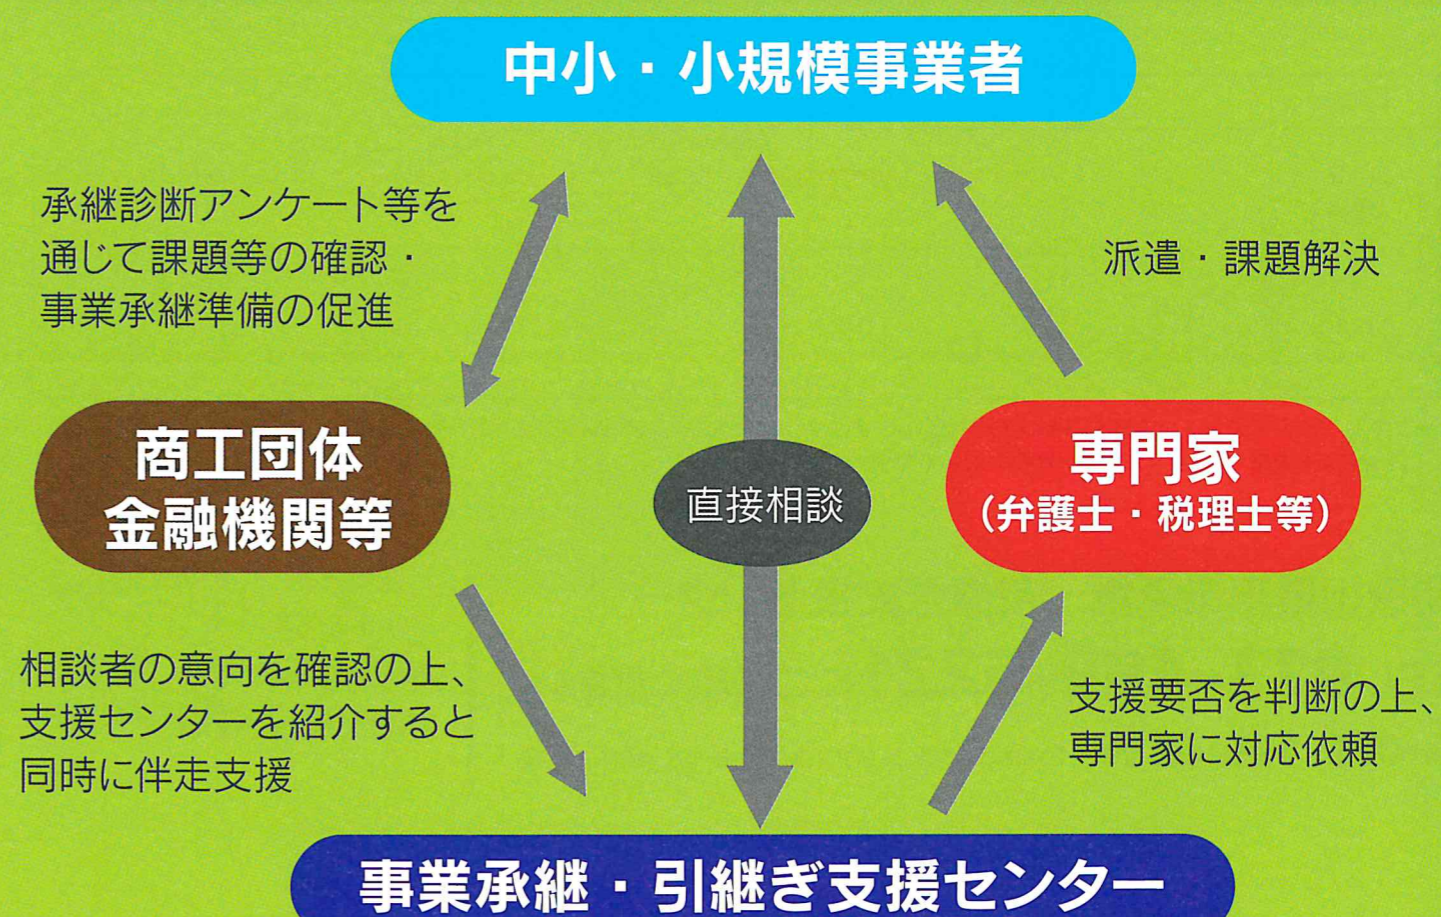 中小・小規模事業者
承継診断アンケート等を
通じて課題等の確認・
事業承継準備の促進
派遣・課題解決
商工団体
金融機関等
直接相談
専門家
（弁護士・税理士等）
相談者の意向を確認の上、
支援センターを紹介すると
同時に伴走支援
支援要否を判断の上、
専門家に対応依頼
事業承継・引継ぎ支援センター